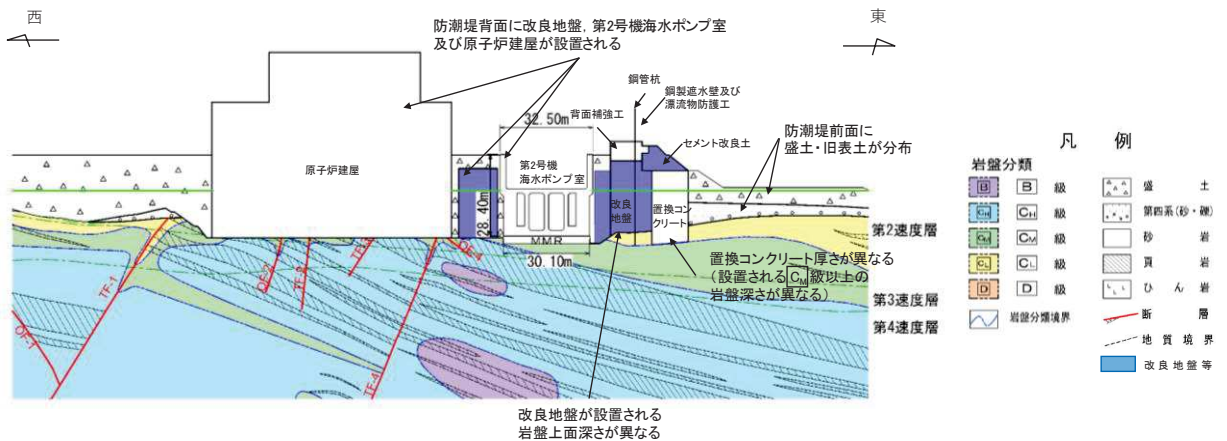 西
東
防潮堤背面に改良地盤，第2号機海水ポンプ室
及び原子炉建屋が設置される
鋼管杭
鋼製遮水壁及び
漂流物防護工
背面補強工
32.50m
セメント改良土
防潮堤前面に
盛土・旧表土が分布
原子炉建屋
第2号機
海水ポンプ室
28.40m
改良
地盤
置換コン
クリート
MMR
30.10m
第2速度層
置換コンクリート厚さが異なる
（設置されるCM級以上の
岩盤深さが異なる）
第3速度層
第4速度層
TF-1
OF-1
TF-4
改良地盤が設置される
岩盤上面深さが異なる
凡 例
岩盤分類
B B 級
CH CH 級
CM CM 級
CL CL 級
D D 級
岩盤分類境界
盛 土
第四系(砂・礫)
砂 岩
頁 岩
ひ ん 岩
断 層
地 質 境 界
改 良 地 盤 等